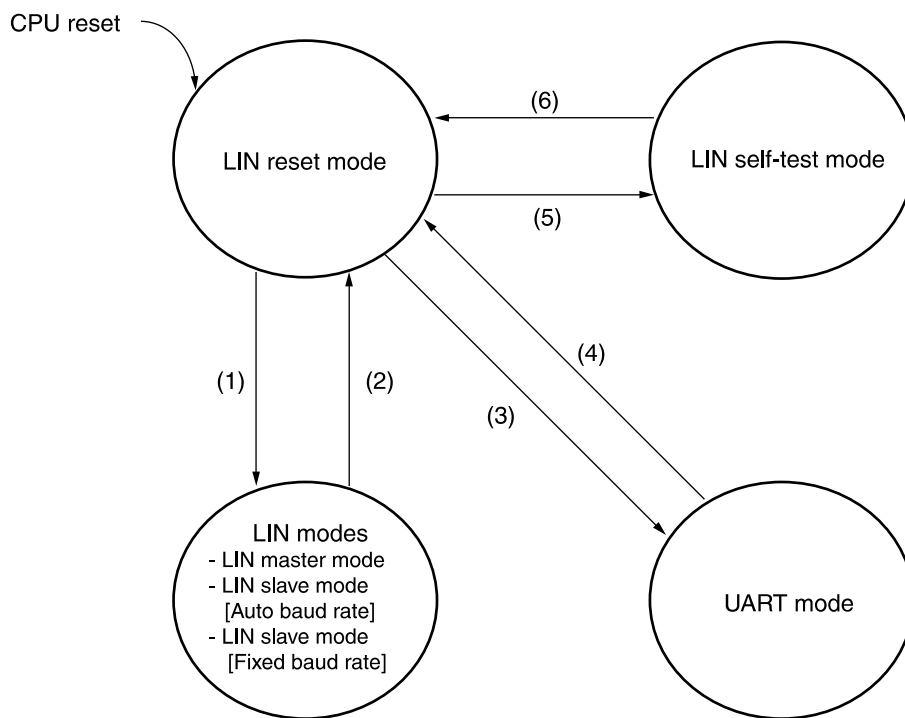 CPU reset
LIN reset mode
(6)
(5)
LIN self-test mode
(1)
(2)
(3)
(4)
LIN modes
- LIN master mode
- LIN slave mode
[Auto baud rate]
- LIN slave mode
[Fixed baud rate]
UART mode